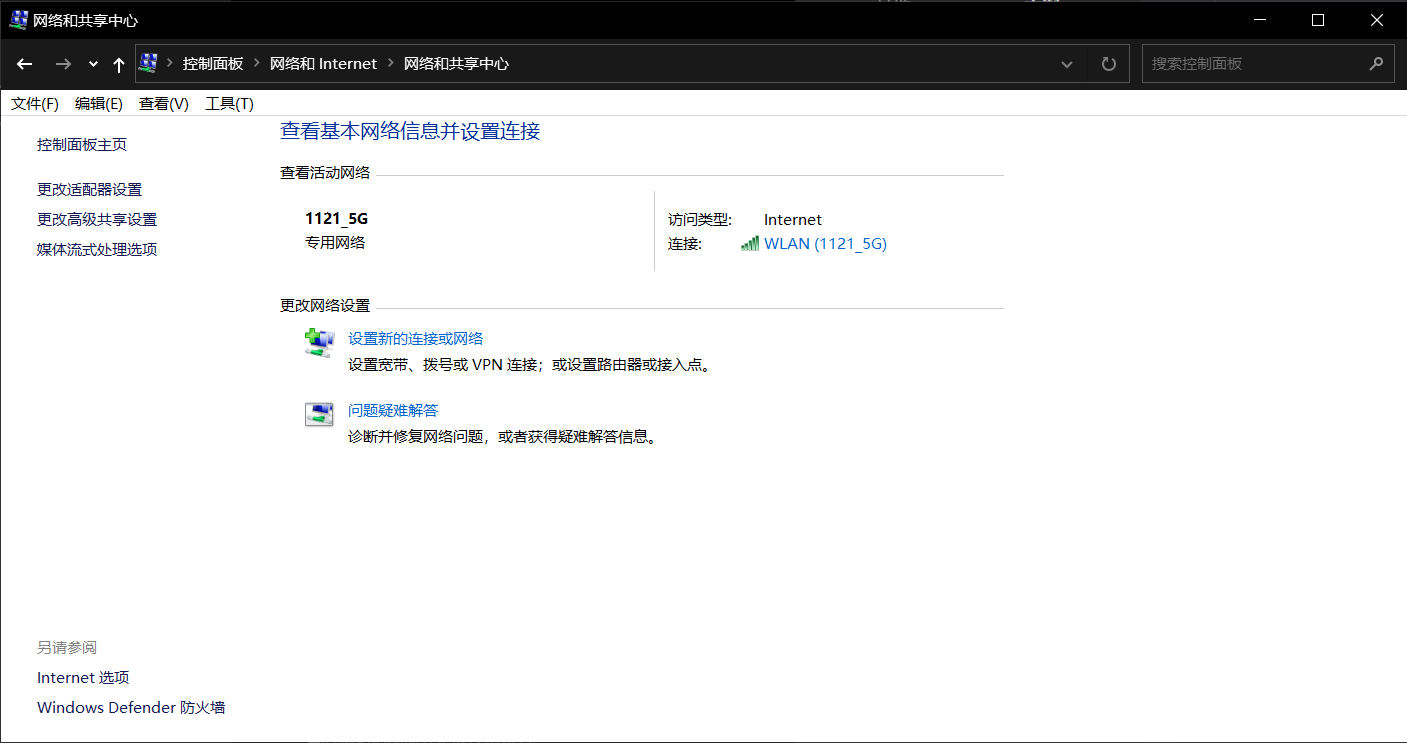 网络和共享中心
控制面板 网络和 Internet 网络和共享中心
搜索控制面板
文件(F) 编辑(E) 查看(V) 工具(T)
控制面板主页
更改适配器设置
更改高级共享设置
媒体流式处理选项
查看基本网络信息并设置连接
查看活动网络
1121_5G
专用网络
访问类型: Internet
连接: WLAN (1121_5G)
更改网络设置
设置新的连接或网络
设置宽带、拨号或 VPN 连接；或设置路由器或接入点。
问题疑难解答
诊断并修复网络问题，或者获得疑难解答信息。
另请参阅
Internet 选项
Windows Defender 防火墙